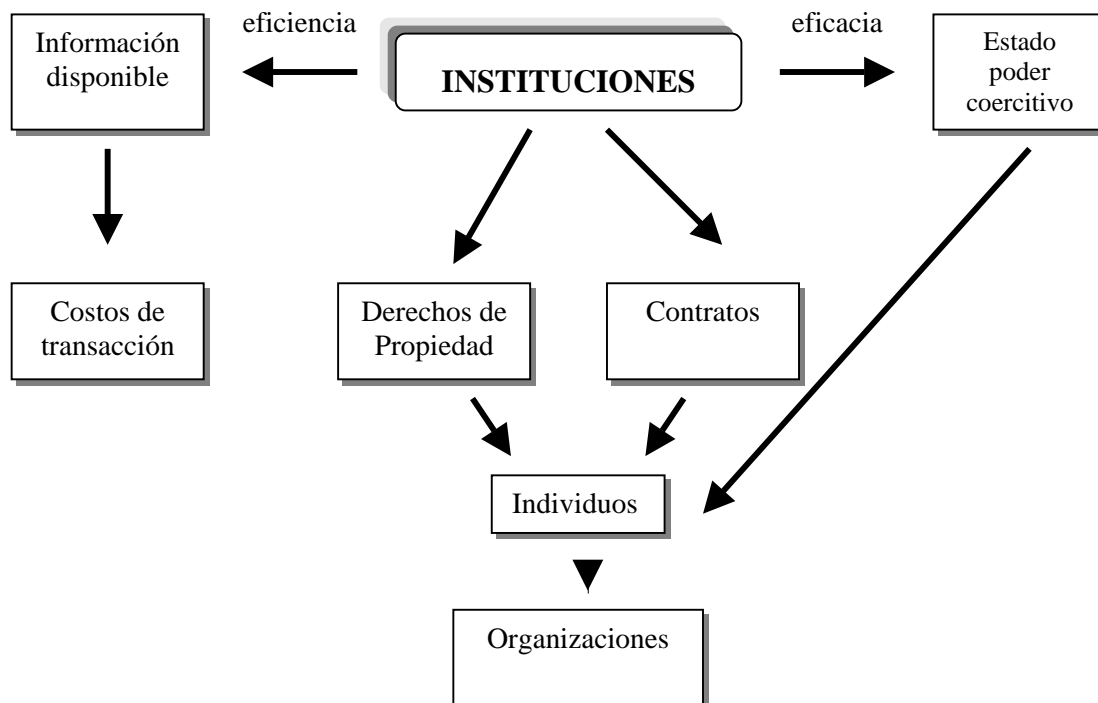 eficiencia
eficacia
Información
disponible
INSTITUCIONES
Estado
poder
coercitivo
Costos de
transacción
Derechos de
Propiedad
Contratos
Individuos
Organizaciones